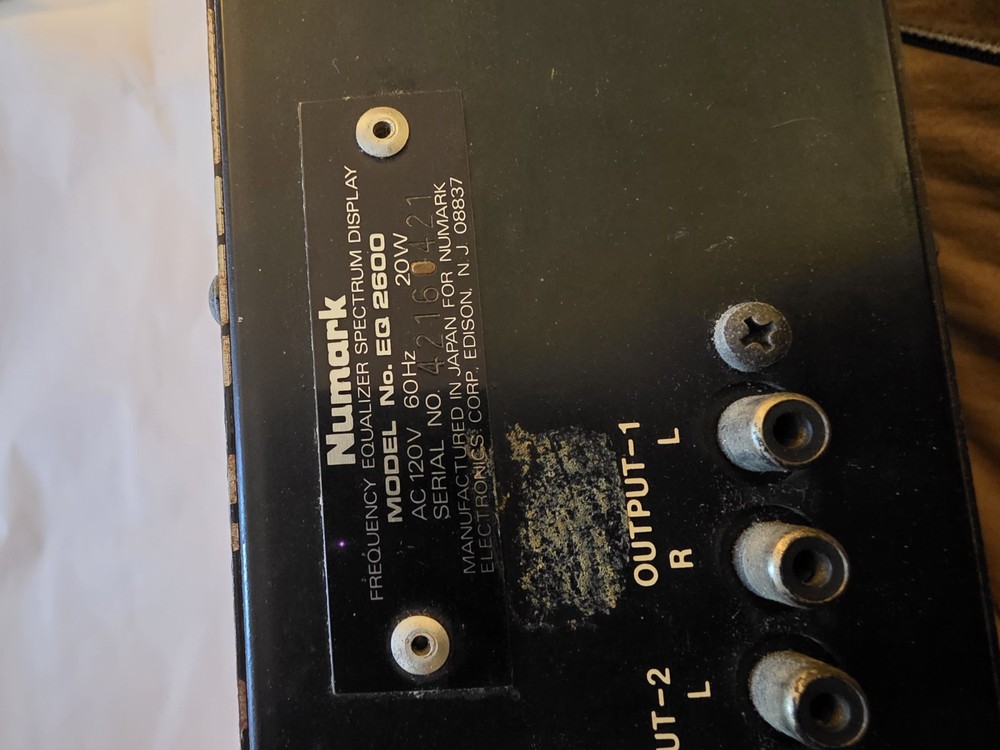 Numark
FREQUENCY EQUALIZER SPECTRUM DISPLAY
MODEL No. EQ 2600
AC 120V 60Hz 20W
SERIAL NO. 42160421
MANUFACTURED IN JAPAN FOR NUMARK
ELECTRONICS CORP. EDISON, N J 08837
OUTPUT-1
R L
UT-2
L